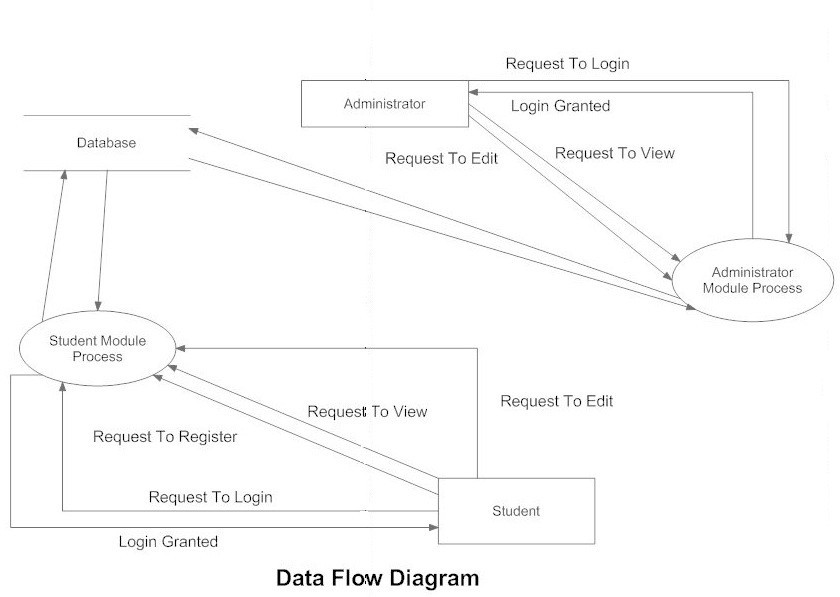 Request To Login
Administrator
Login Granted
Database
Request To Edit
Request To View
Administrator
Module Process
Student Module
Process
Request To Edit
Request To View
Request To Register
Request To Login
Student
Login Granted
Data Flow Diagram